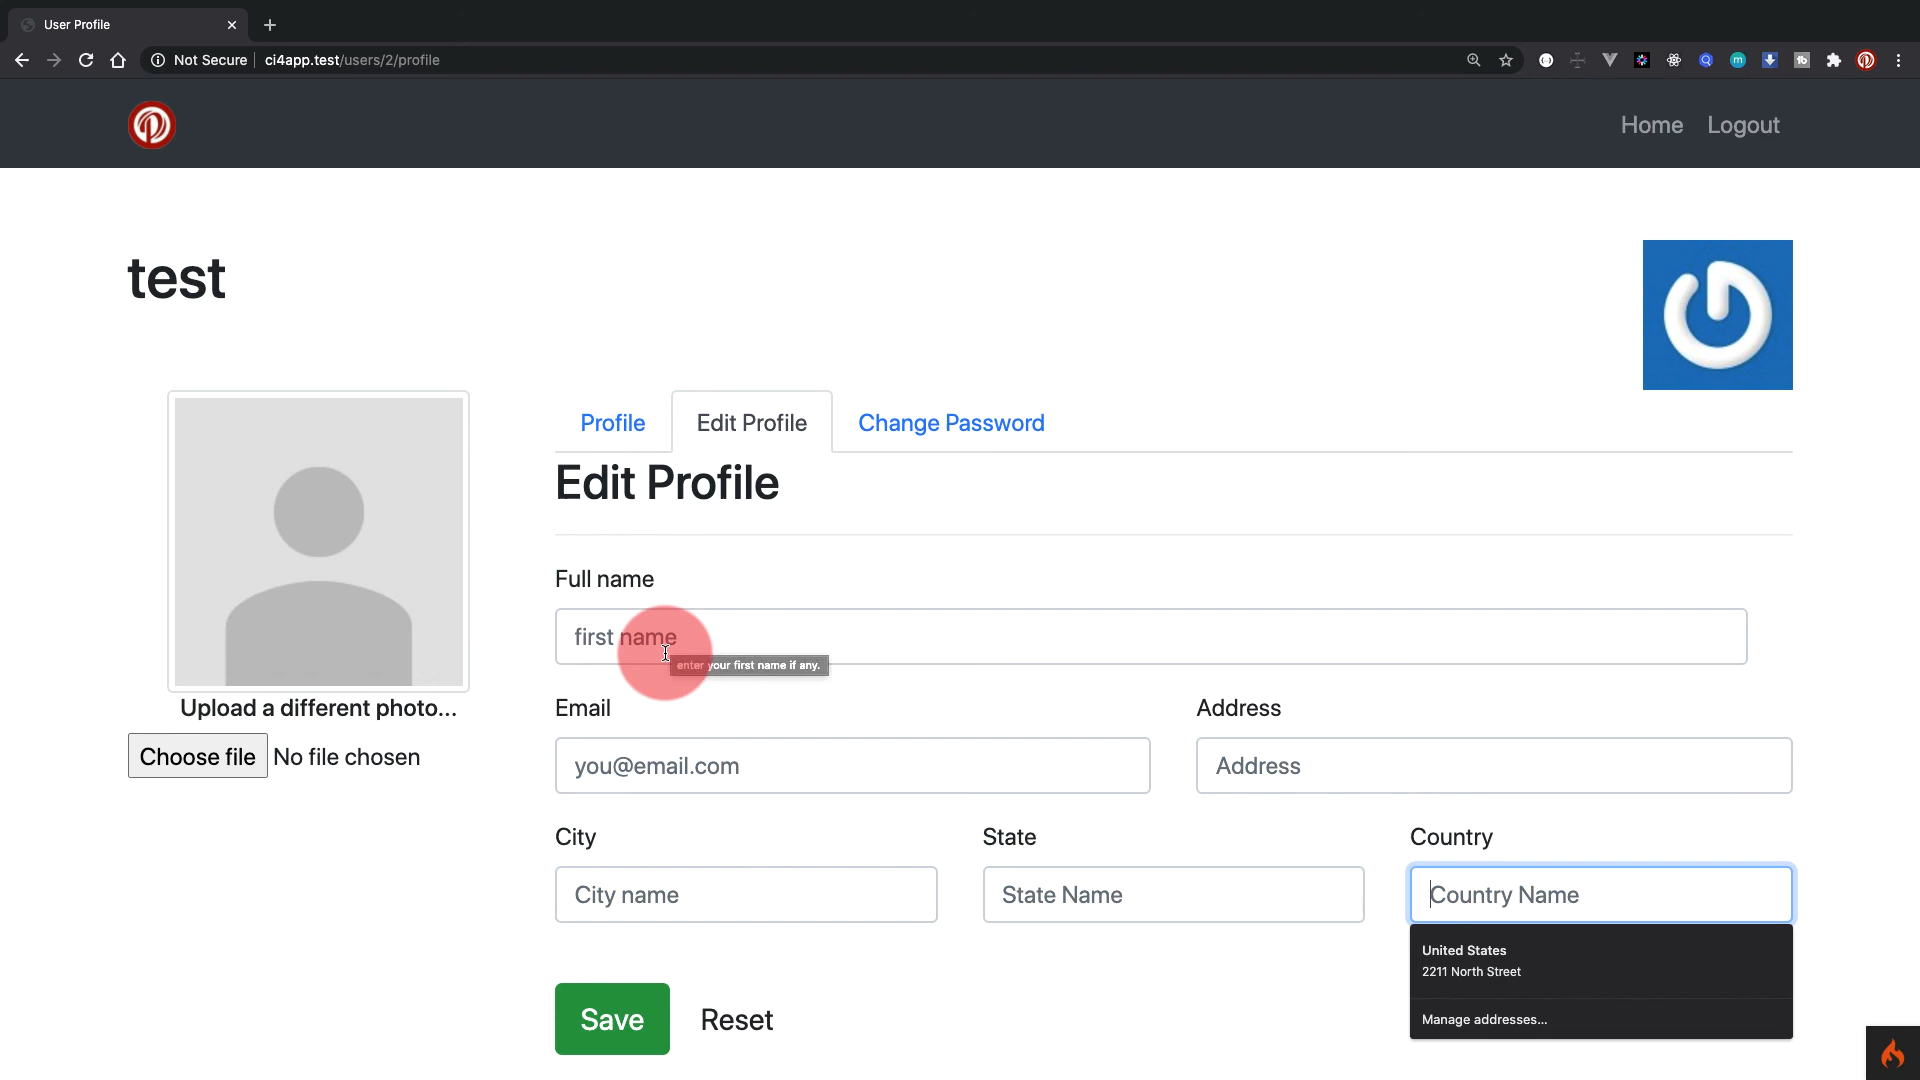 User Profile
Not Secure
ci4app.test/users/2/profile
Home
Logout
test
Profile
Edit Profile
Change Password
Edit Profile
Full name
first name
enter your first name if any.
Upload a different photo...
Choose file
No file chosen
Email
Address
you@email.com
Address
City
State
Country
City name
State Name
Country Name
United States
2211 North Street
Manage addresses...
Save
Reset